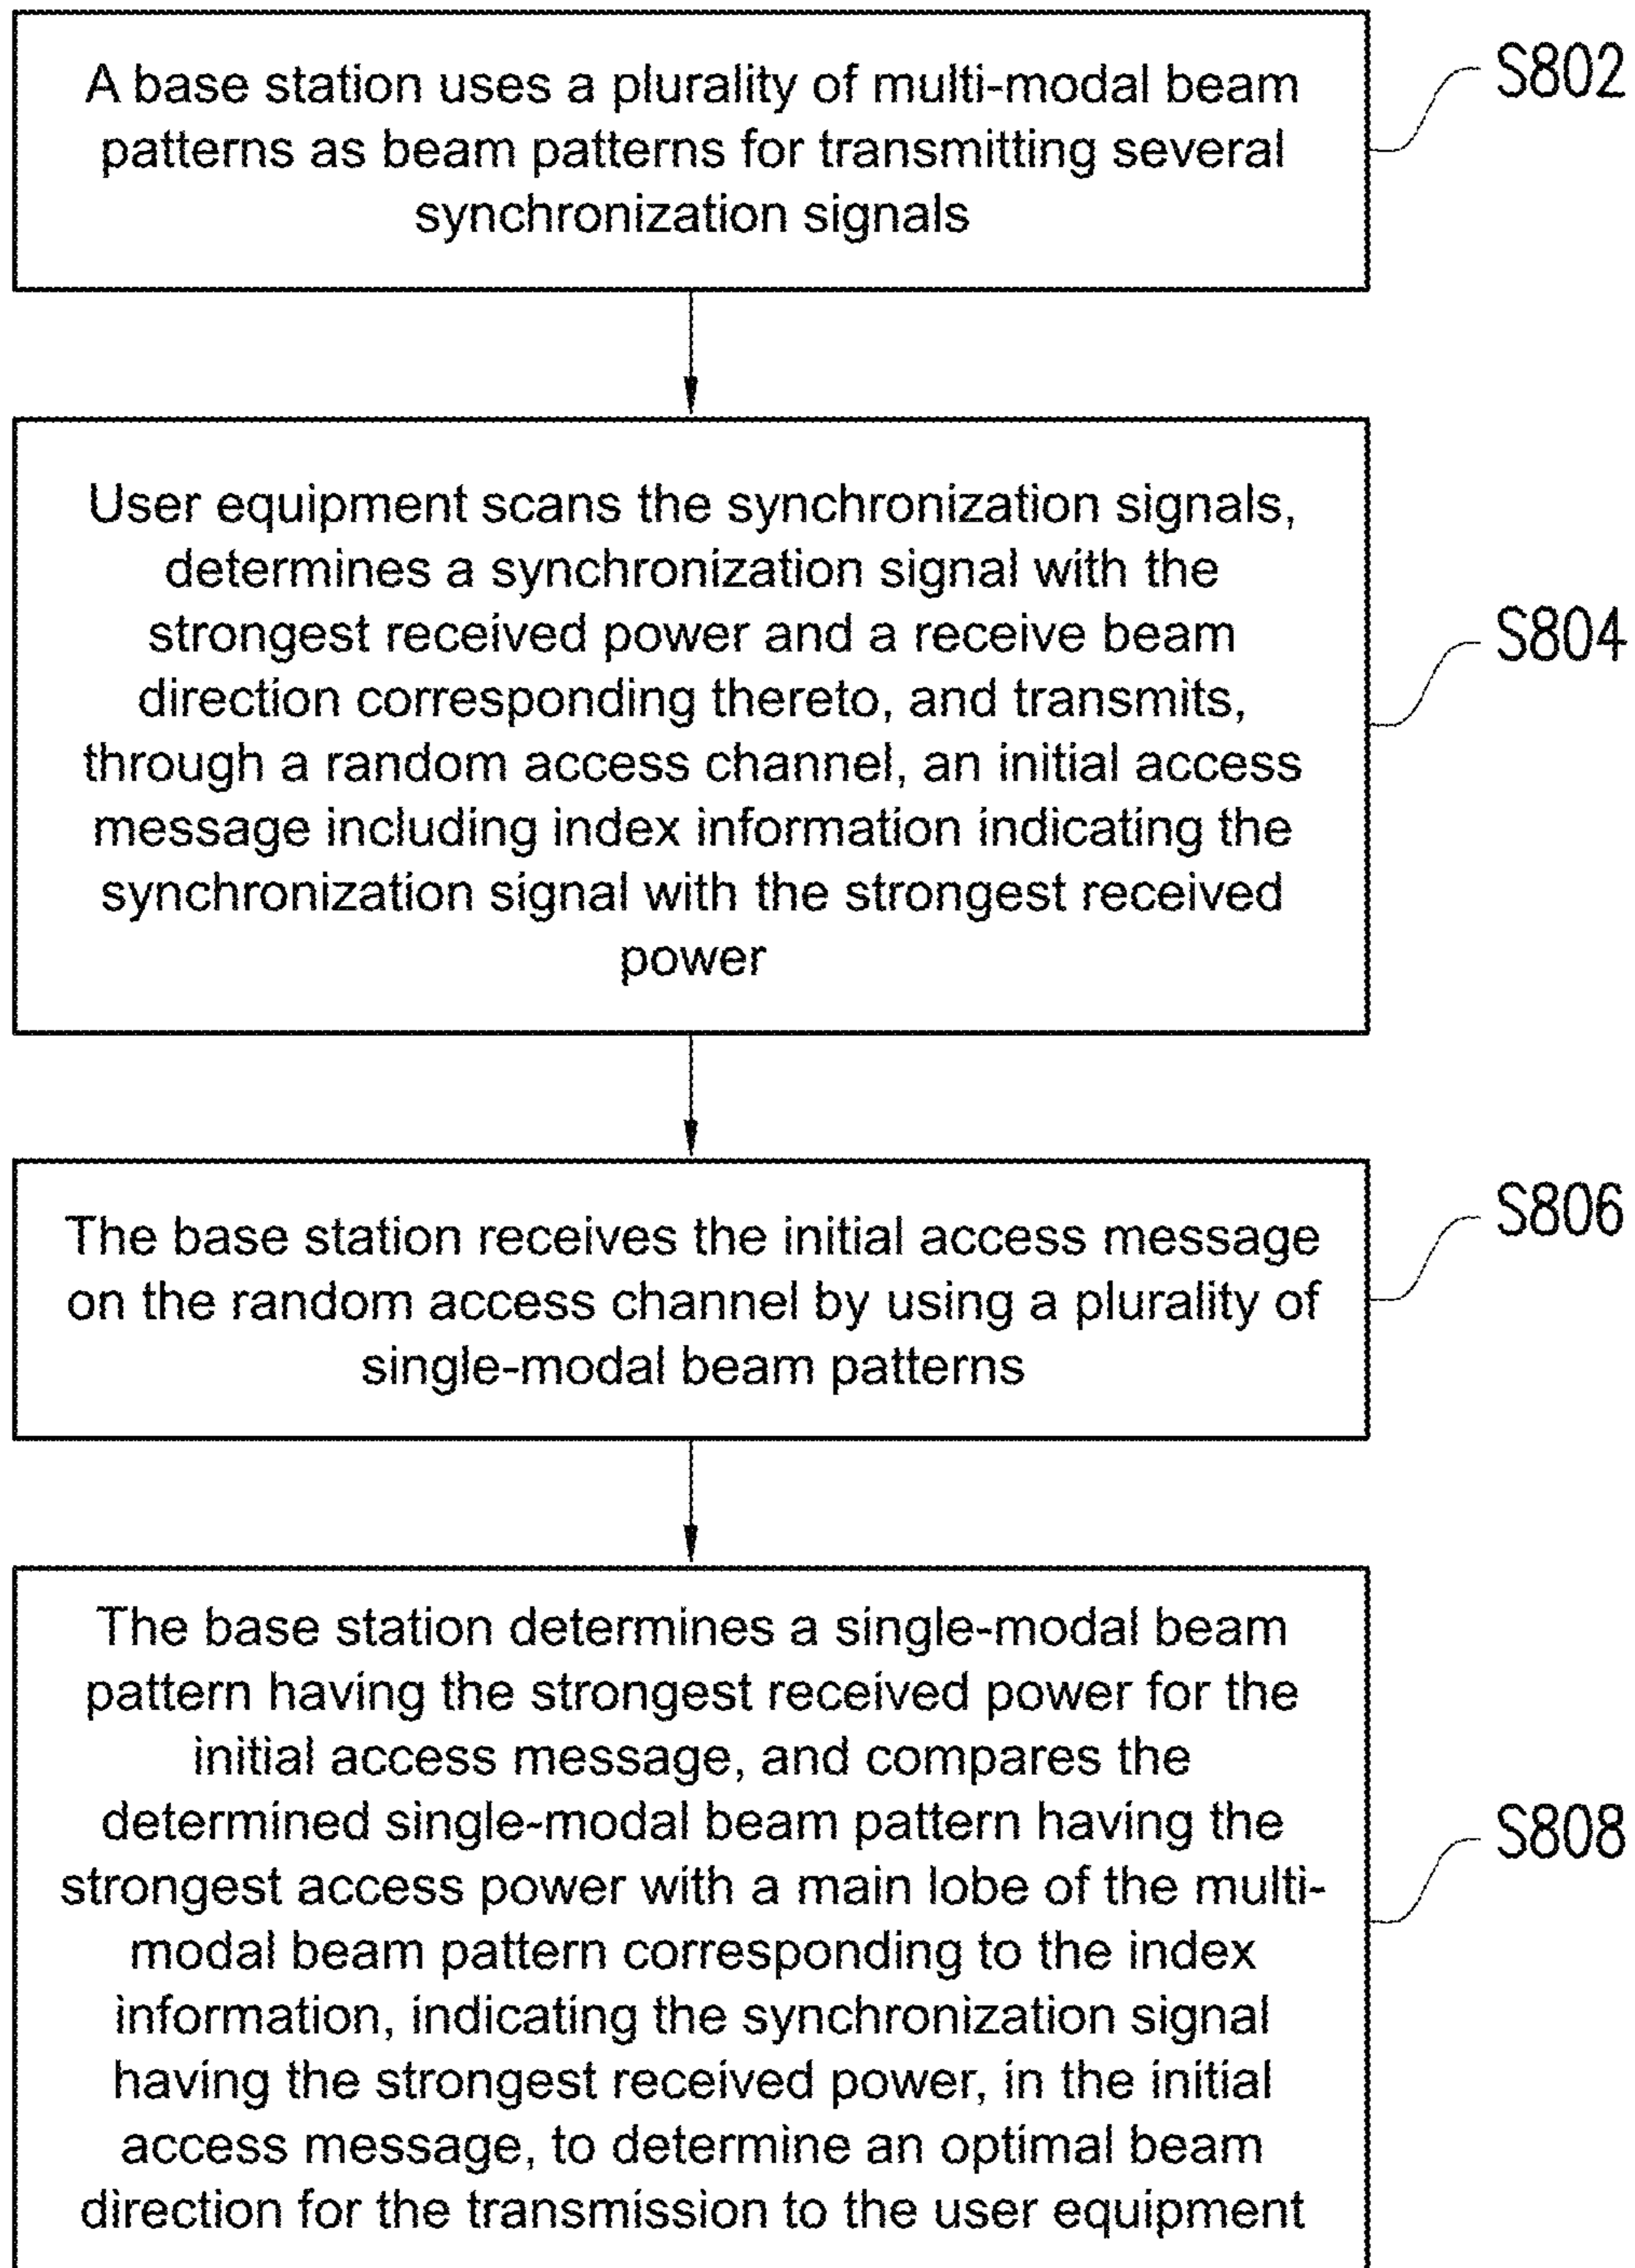 A base station uses a plurality of multi-modal beam
patterns as beam patterns for transmitting several
synchronization signals
S802
User equipment scans the synchronization signals,
determines a synchronization signal with the
strongest received power and a receive beam
direction corresponding thereto, and transmits,
through a random access channel, an initial access
message including index information indicating the
synchronization signal with the strongest received
power
S804
The base station receives the initial access message
on the random access channel by using a plurality of
single-modal beam patterns
S806
The base station determines a single-modal beam
pattern having the strongest received power for the
initial access message, and compares the
determined single-modal beam pattern having the
strongest access power with a main lobe of the multi-
modal beam pattern corresponding to the index
information, indicating the synchronization signal
having the strongest received power, in the initial
access message, to determine an optimal beam
direction for the transmission to the user equipment
S808